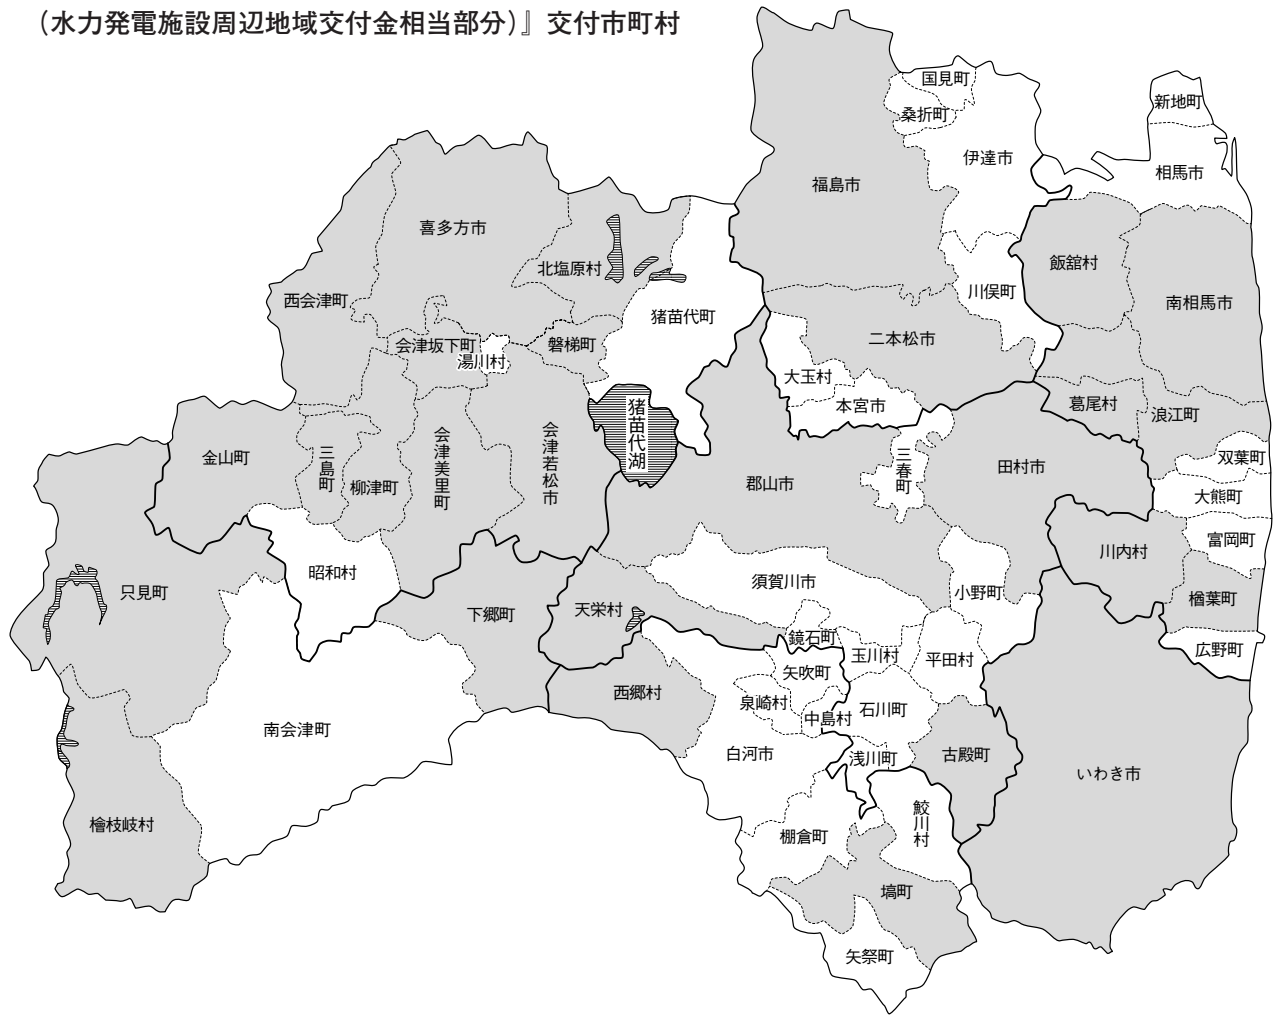 （水力発電施設周辺地域交付金相当部分）』交付市町村
国見町
新地町
桑折町
伊達市
相馬市
福島市
喜多方市
北塩原村
飯舘村
川俣町
西会津町
南相馬市
猪苗代町
二本松市
会津坂下町
湯川村
磐梯町
大玉村
本宮市
葛尾村
浪江町
猪苗代湖
金山町
三島町
柳津町
会津美里町
会津若松市
郡山市
三春町
田村市
双葉町
大熊町
富岡町
川内村
昭和村
只見町
下郷町
天栄村
須賀川市
小野町
楢葉町
鏡石町
玉川村
平田村
広野町
西郷村
矢吹町
泉崎村
中島村
石川町
南会津町
白河市
浅川町
古殿町
いわき市
檜枝岐村
棚倉町
鮫川村
塙町
矢祭町